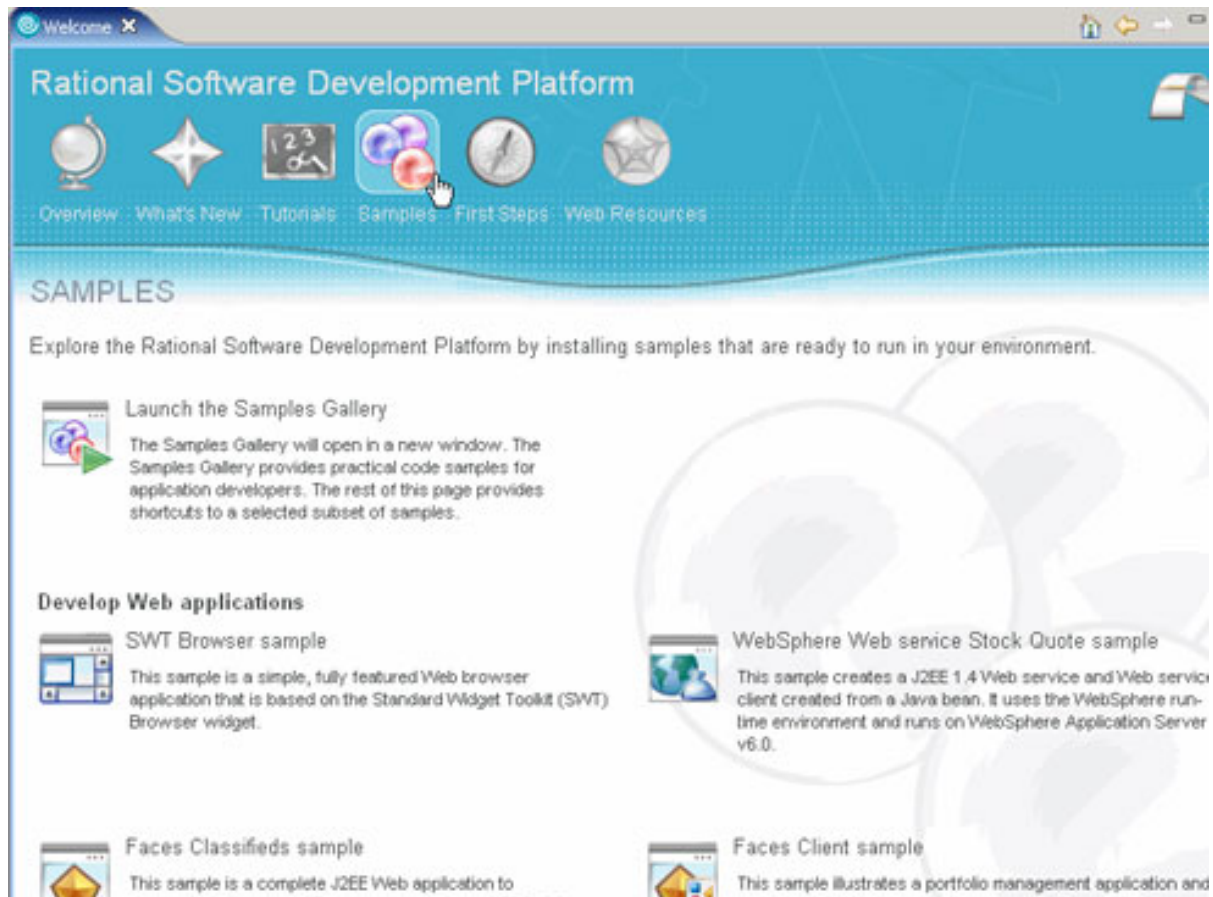 Welcome
Rational Software Development Platform
1 2 3
Overview What's New Tutorials Samples First Steps Web Resources
SAMPLES
Explore the Rational Software Development Platform by installing samples that are ready to run in your environment.
Launch the Samples Gallery
The Samples Gallery will open in a new window. The
Samples Gallery provides practical code samples for
application developers. The rest of this page provides
shortcuts to a selected subset of samples.
Develop Web applications
SWT Browser sample
This sample is a simple, fully featured Web browser
application that is based on the Standard Widget Toolkit (SWT)
Browser widget.
WebSphere Web service Stock Quote sample
This sample creates a J2EE 1.4 Web service and Web service
client created from a Java bean. It uses the WebSphere run-
time environment and runs on WebSphere Application Server
v6.0.
Faces Classifieds sample
This sample is a complete J2EE Web application to
Faces Client sample
This sample illustrates a portfolio management application and